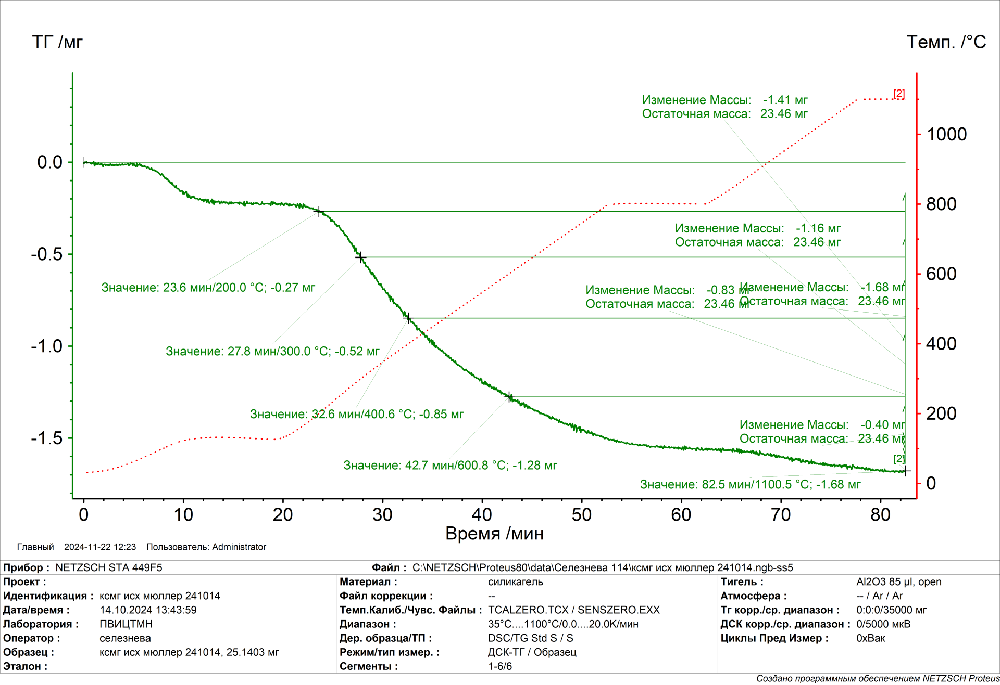 ТГ /мг
Темп. /°C
[2]
Изменение Массы: -1.41 мг
Остаточная масса: 23.46 мг
1000
0.0
800
Изменение Массы: -1.16 мг
Остаточная масса: 23.46 мг
-0.5
600
Значение: 23.6 мин/200.0 °C; -0.27 мг
Изменение Массы: -0.83 мг
Остаточная масса: 23.46 мг
Изменение Массы: -1.68 мг
Остаточная масса: 23.46 мг
-1.0
400
Значение: 27.8 мин/300.0 °C; -0.52 мг
Значение: 32.6 мин/400.6 °C; -0.85 мг
200
Изменение Массы: -0.40 мг
Остаточная масса: 23.46 мг
-1.5
[2]
Значение: 42.7 мин/600.8 °C; -1.28 мг
Значение: 82.5 мин/1100.5 °C; -1.68 мг
0
0 10 20 30 40 50 60 70 80
Время /мин
Главный 2024-11-22 12:23 Пользователь: Administrator
Прибор : NETZSCH STA 449F5 Файл : C:\NETZSCH\Proteus80\data\Селезнева 114\ксмг исх мюллер 241014.ngb-ss5
Проект : Материал : силикагель Тигель : Al2O3 85 µl, open
Идентификация : ксмг исх мюллер 241014 Файл коррекции : -- Атмосфера : -- / Ar / Ar
Дата/время : 14.10.2024 13:43:59 Темп.Калиб./Чувс. Файлы : TCALZERO.TCX / SENSZERO.EXX Тг корр./ср. диапазон : 0:0:0/35000 мг
Лаборатория : ПВИЦТМН Диапазон : 35°C....1100°C/0.0....20.0K/мин ДСК корр./ср. диапазон : 0/5000 мкВ
Оператор : селезнева Дер. образца/ТП : DSC/TG Std S / S Циклы Пред Измер : 0xВак
Образец : ксмг исх мюллер 241014, 25.1403 мг Режим/тип измер. : ДСК-ТГ / Образец
Эталон : Сегменты : 1-6/6
Создано программным обеспечением NETZSCH Proteus